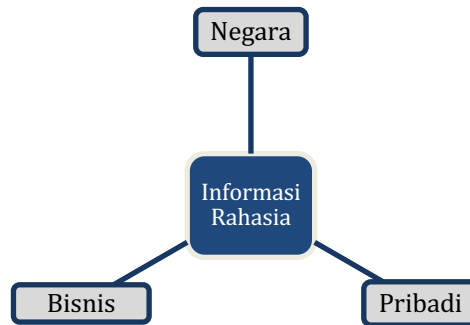 Negara
Informasi
Rahasia
Bisnis
Pribadi